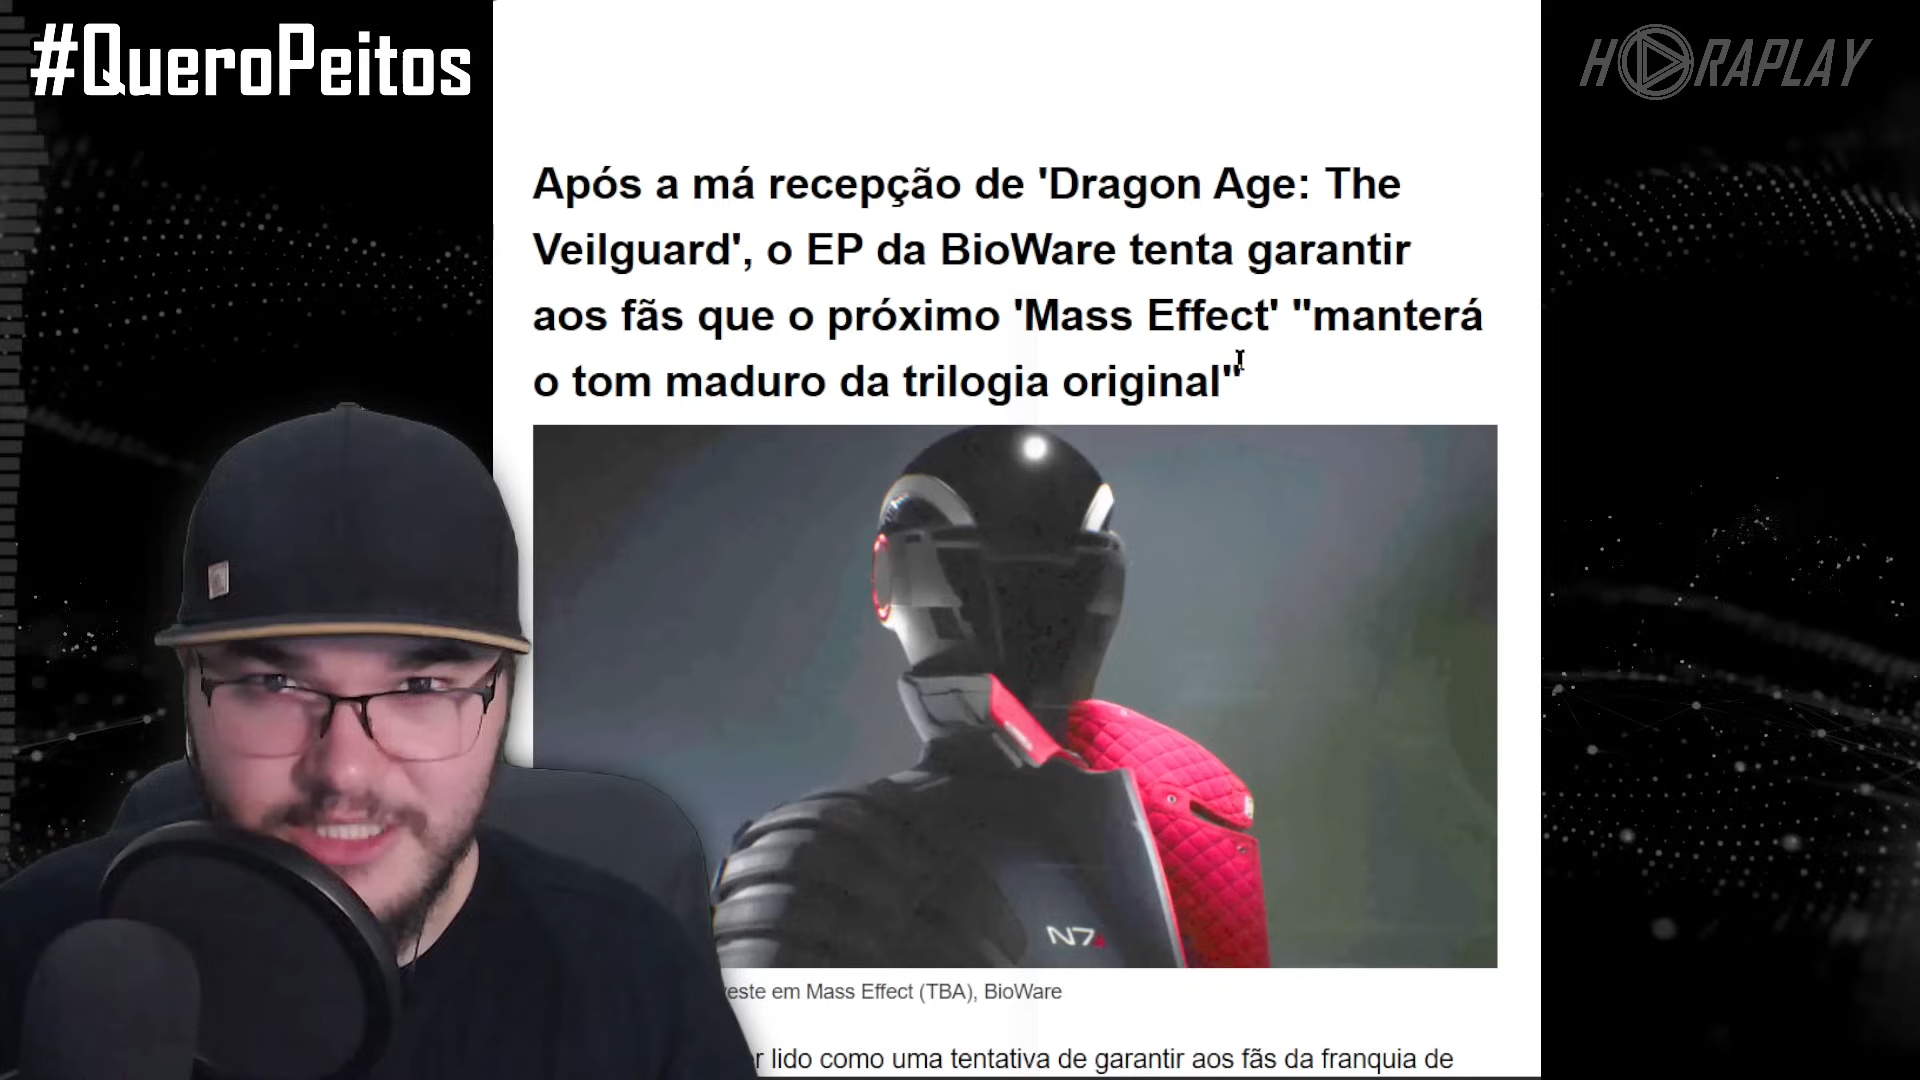 #QueroPeitos
HORAPLAY
Após a má recepção de 'Dragon Age: The
Veilguard', o EP da BioWare tenta garantir
aos fãs que o próximo 'Mass Effect' "manterá
o tom maduro da trilogia original"
N7
em Mass Effect (TBA), BioWare
lido como uma tentativa de garantir aos fãs da franquia de